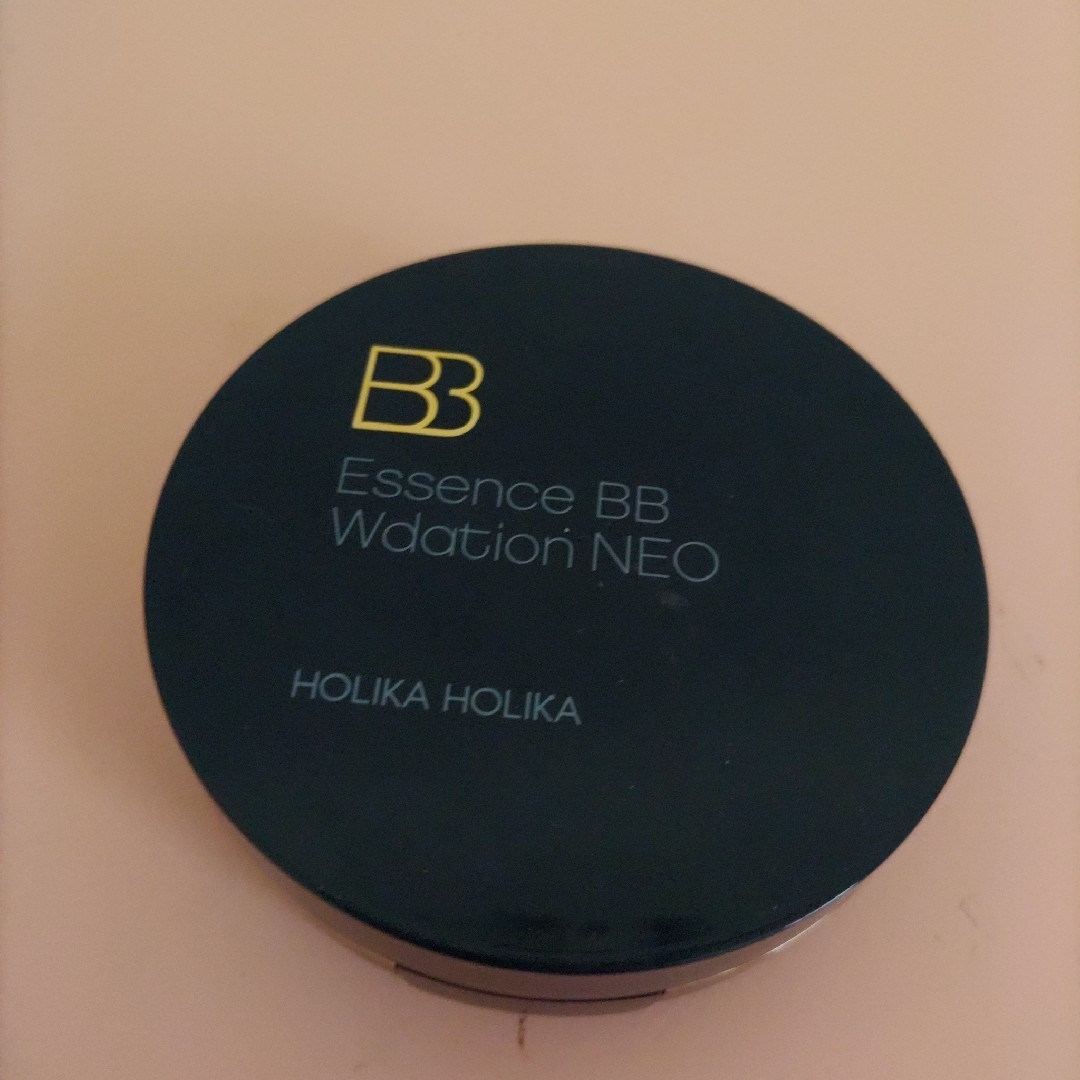 BB
Essence BB
Wdation NEO
HOLIKA HOLIKA